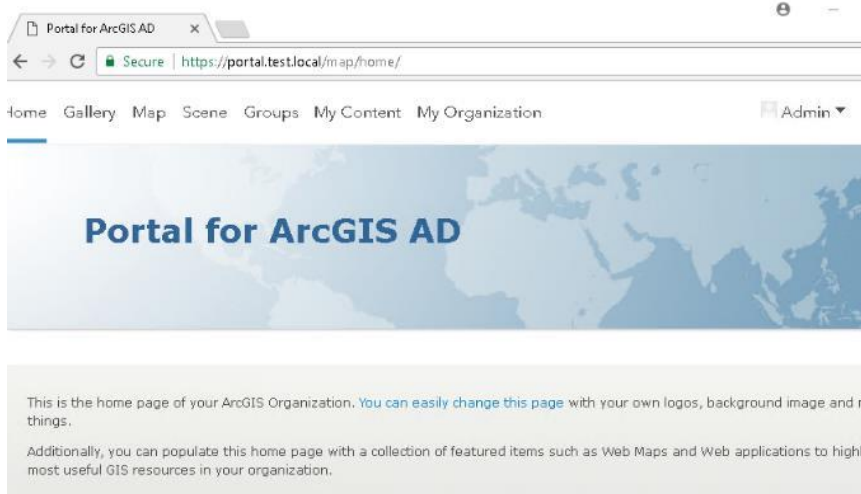 Portal for ArcGIS AD
Secure | https://portal.test.local/map/home/
Home Gallery Map Scene Groups My Content My Organization Admin
Portal for ArcGIS AD
This is the home page of your ArcGIS Organization. You can easily change this page with your own logos, background image and
things.
Additionally, you can populate this home page with a collection of featured items such as Web Maps and Web applications to
most useful GIS resources in your organization.